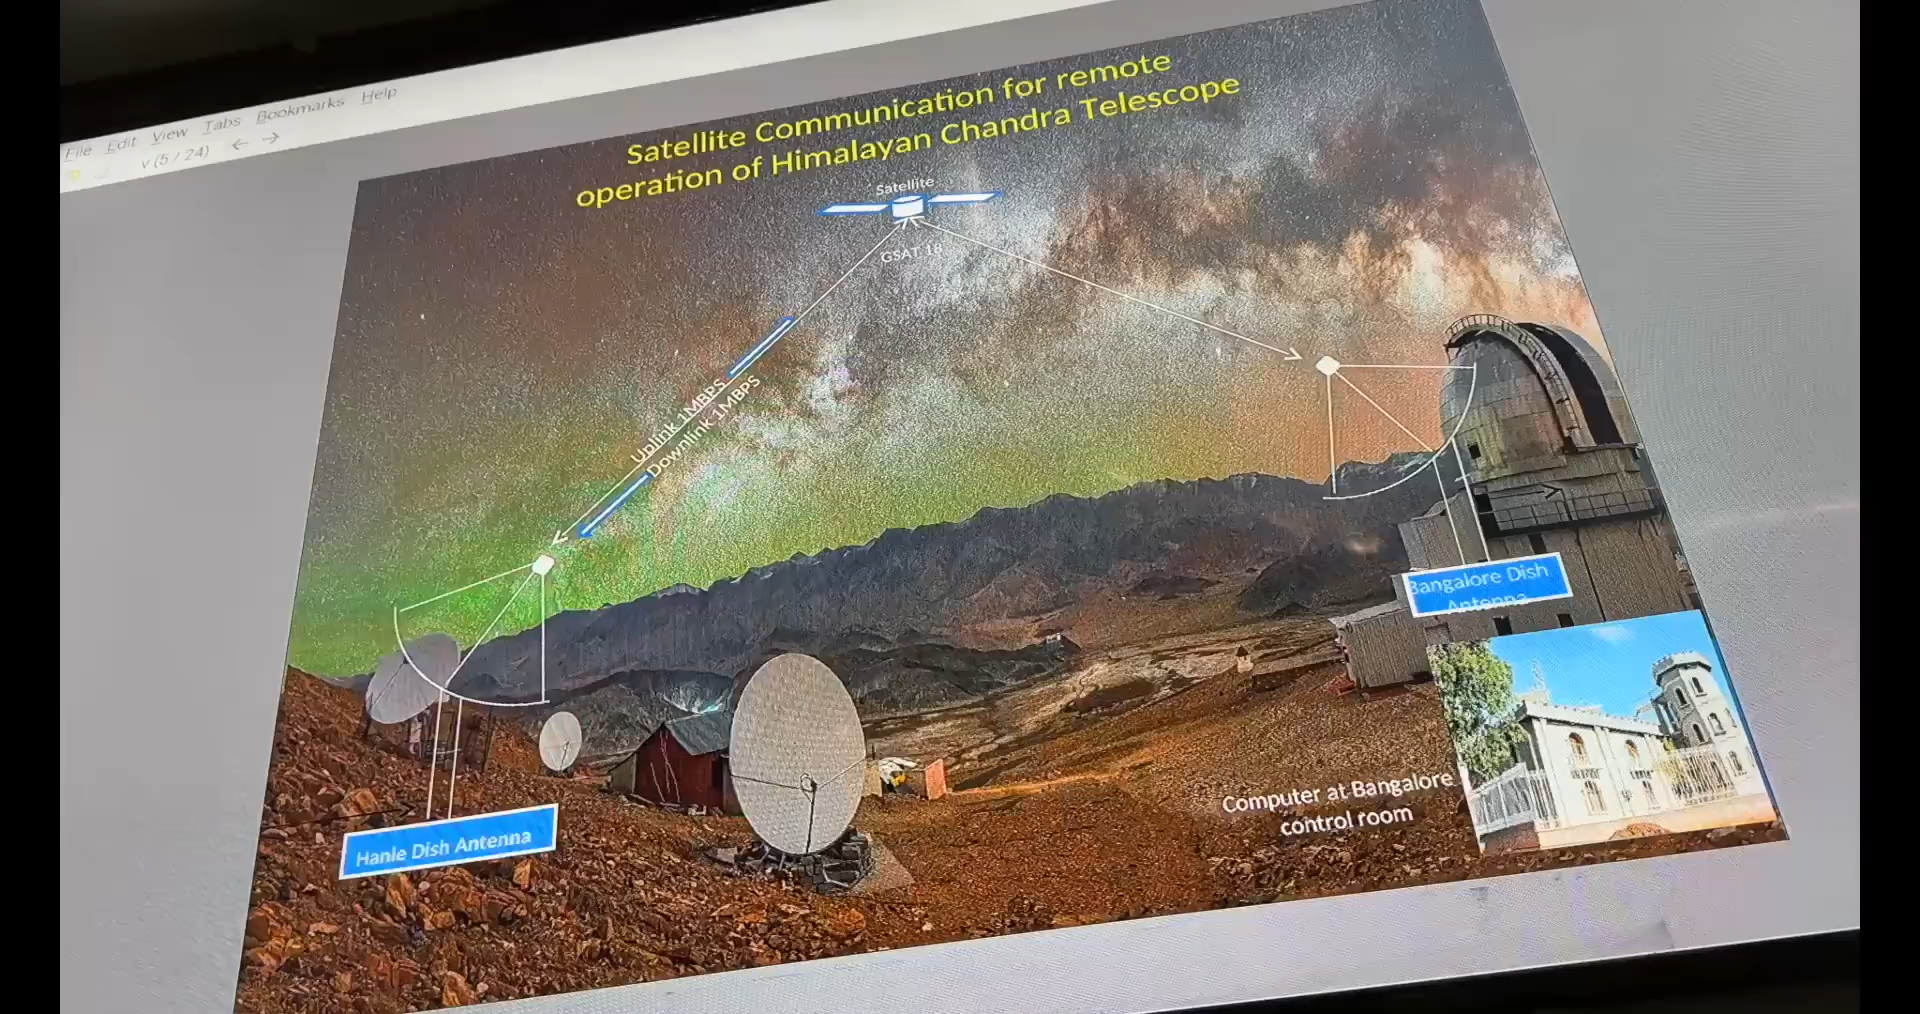 File Edit View Tabs Bookmarks Help
v (5 / 24)
Satellite Communication for remote
operation of Himalayan Chandra Telescope
Satellite
GSAT 18
Uplink 1MBPS
Downlink 1MBPS
Bangalore Dish
Antenna
Hanle Dish Antenna
Computer at Bangalore
control room